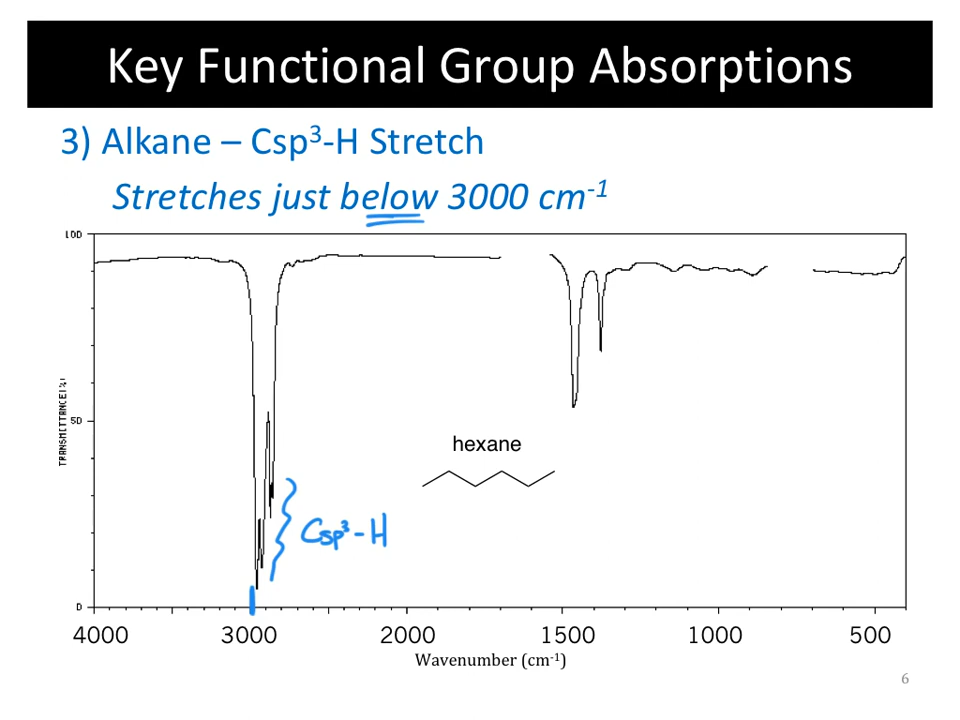 Key Functional Group Absorptions
3) Alkane – Csp³-H Stretch
Stretches just below 3000 cm⁻¹
100
TRANSMITTANCE(%)
50
hexane
Csp³-H
0
4000 3000 2000 1500 1000 500
Wavenumber (cm⁻¹)
6